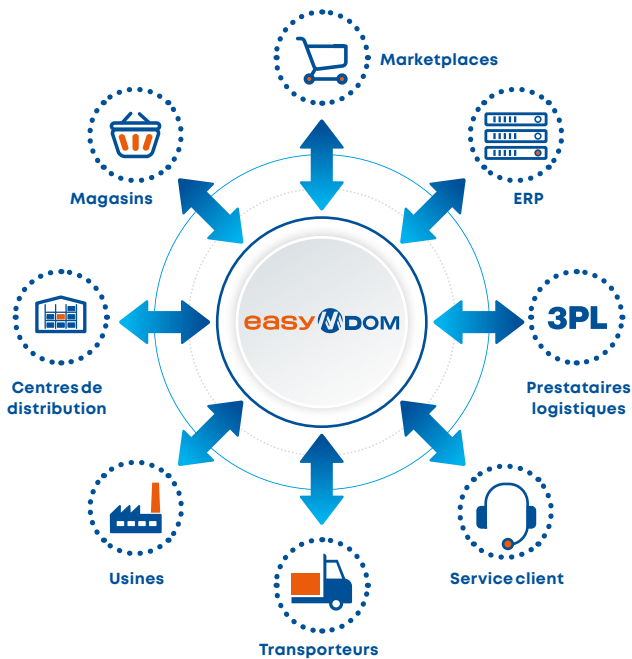 Marketplaces
Magasins
ERP
easy DOM
3PL
Centres de
distribution
Prestataires
logistiques
Usines
Service client
Transporteurs